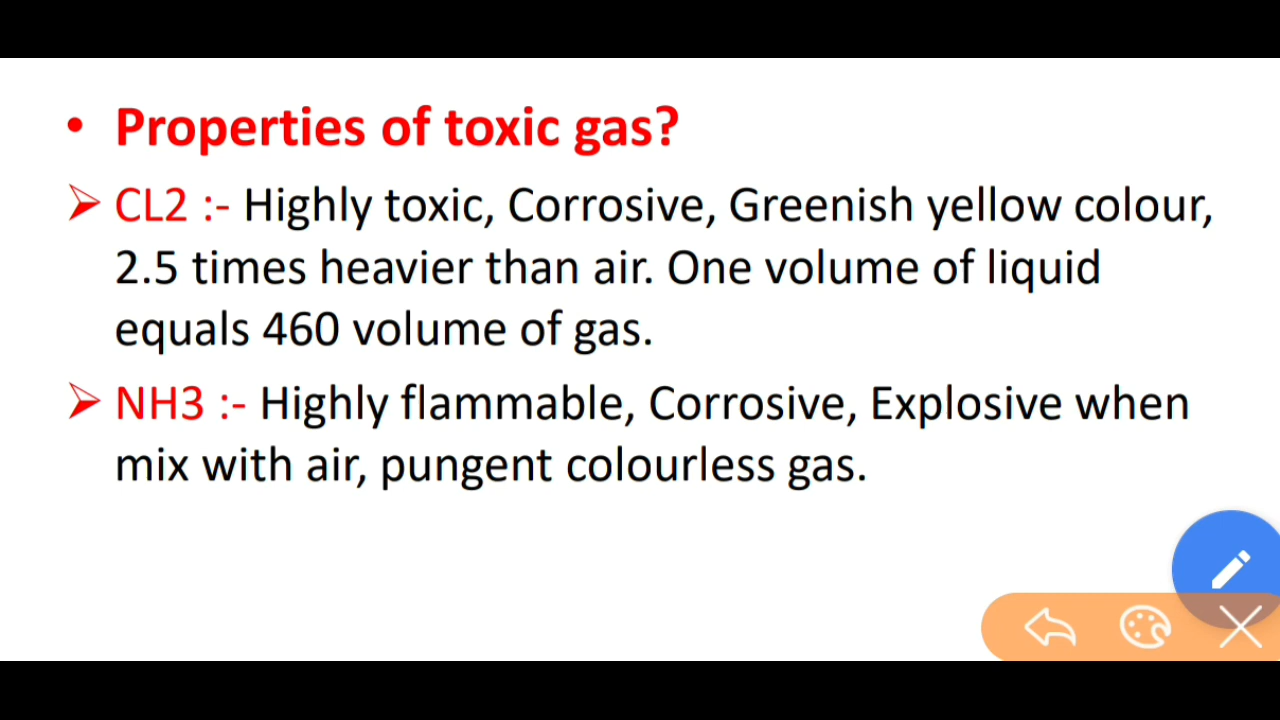 • Properties of toxic gas?
➢ CL2 :- Highly toxic, Corrosive, Greenish yellow colour,
2.5 times heavier than air. One volume of liquid
equals 460 volume of gas.
➢ NH3 :- Highly flammable, Corrosive, Explosive when
mix with air, pungent colourless gas.